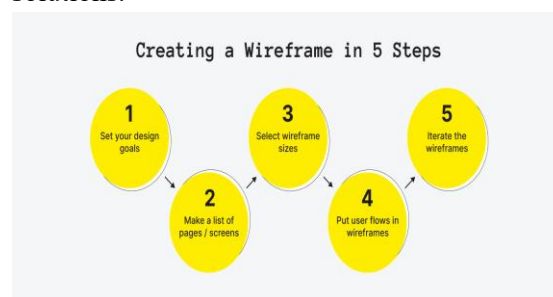 Creating a Wireframe in 5 Steps
1
Set your design
goals
2
Make a list of
pages / screens
3
Select wireframe
sizes
4
Put user flows in
wireframes
5
Iterate the
wireframes